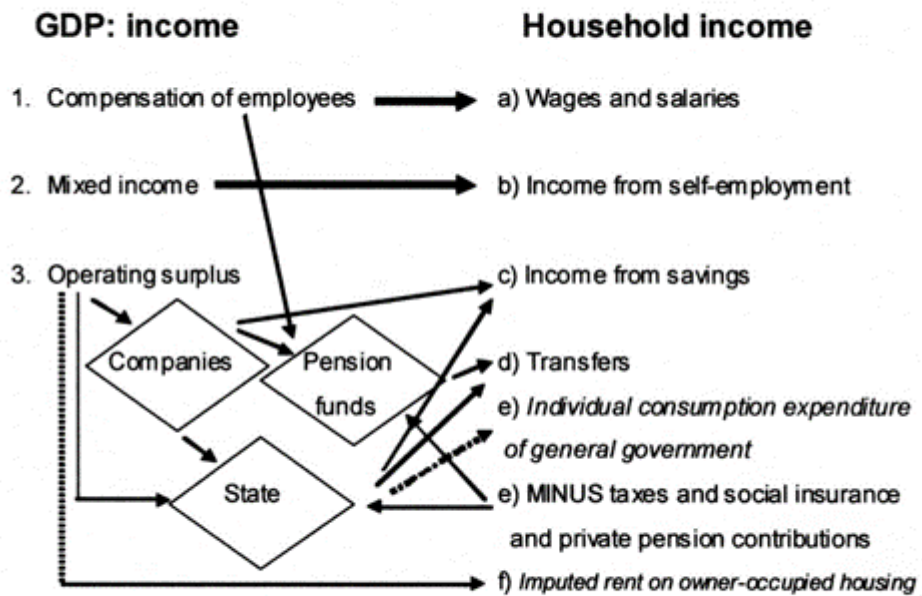 GDP: income
Household income
1. Compensation of employees
a) Wages and salaries
2. Mixed income
b) Income from self-employment
3. Operating surplus
c) Income from savings
Companies
Pension
funds
d) Transfers
e) Individual consumption expenditure
of general government
State
e) MINUS taxes and social insurance
and private pension contributions
f) Imputed rent on owner-occupied housing